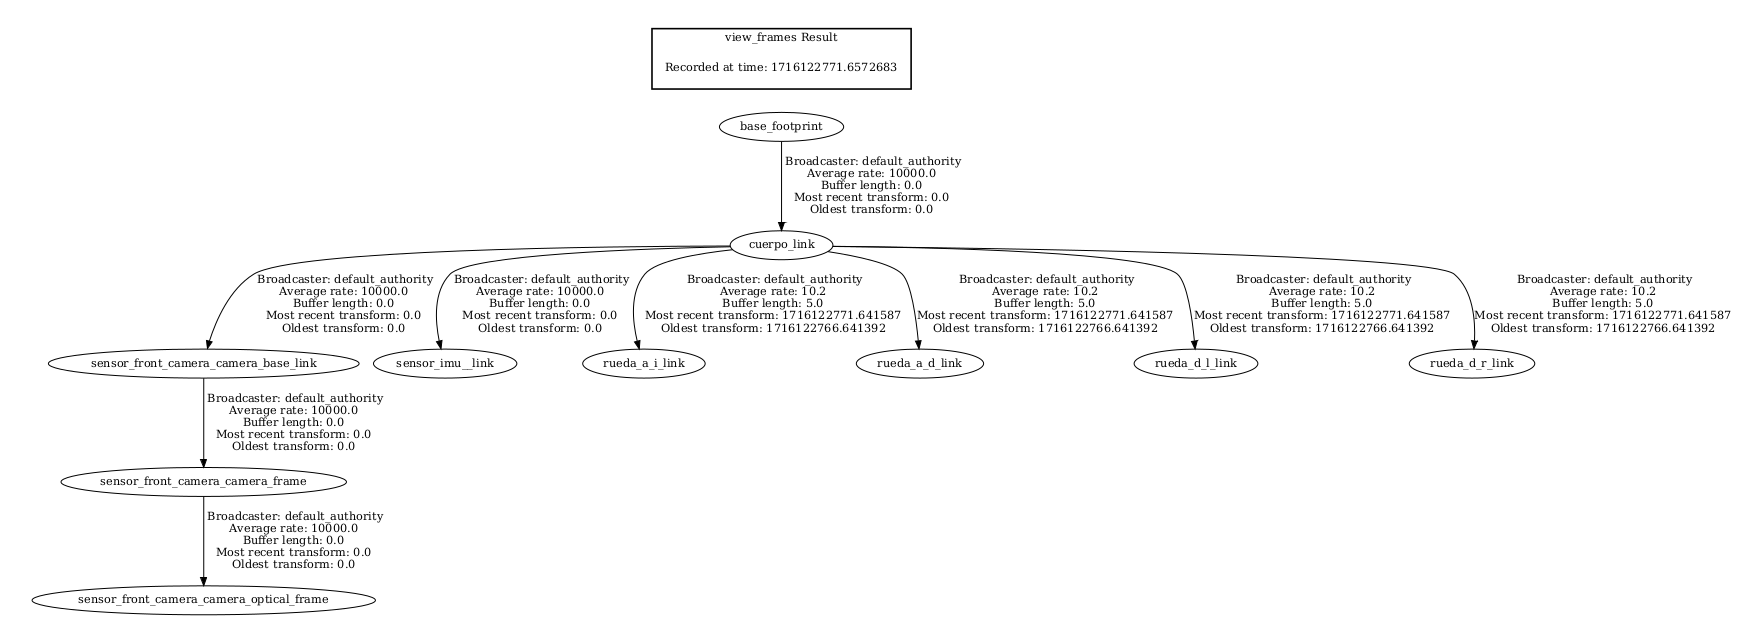 view_frames Result
Recorded at time: 1716122771.6572683
base_footprint
Broadcaster: default_authority
Average rate: 10000.0
Buffer length: 0.0
Most recent transform: 0.0
Oldest transform: 0.0
cuerpo_link
Broadcaster: default_authority
Average rate: 10000.0
Buffer length: 0.0
Most recent transform: 0.0
Oldest transform: 0.0
Broadcaster: default_authority
Average rate: 10000.0
Buffer length: 0.0
Most recent transform: 0.0
Oldest transform: 0.0
Broadcaster: default_authority
Average rate: 10.2
Buffer length: 5.0
Most recent transform: 1716122771.641587
Oldest transform: 1716122766.641392
Broadcaster: default_authority
Average rate: 10.2
Buffer length: 5.0
Most recent transform: 1716122771.641587
Oldest transform: 1716122766.641392
Broadcaster: default_authority
Average rate: 10.2
Buffer length: 5.0
Most recent transform: 1716122771.641587
Oldest transform: 1716122766.641392
Broadcaster: default_authority
Average rate: 10.2
Buffer length: 5.0
Most recent transform: 1716122771.641587
Oldest transform: 1716122766.641392
sensor_front_camera_camera_base_link
sensor_imu__link
rueda_a_i_link
rueda_a_d_link
rueda_d_l_link
rueda_d_r_link
Broadcaster: default_authority
Average rate: 10000.0
Buffer length: 0.0
Most recent transform: 0.0
Oldest transform: 0.0
sensor_front_camera_camera_frame
Broadcaster: default_authority
Average rate: 10000.0
Buffer length: 0.0
Most recent transform: 0.0
Oldest transform: 0.0
sensor_front_camera_camera_optical_frame